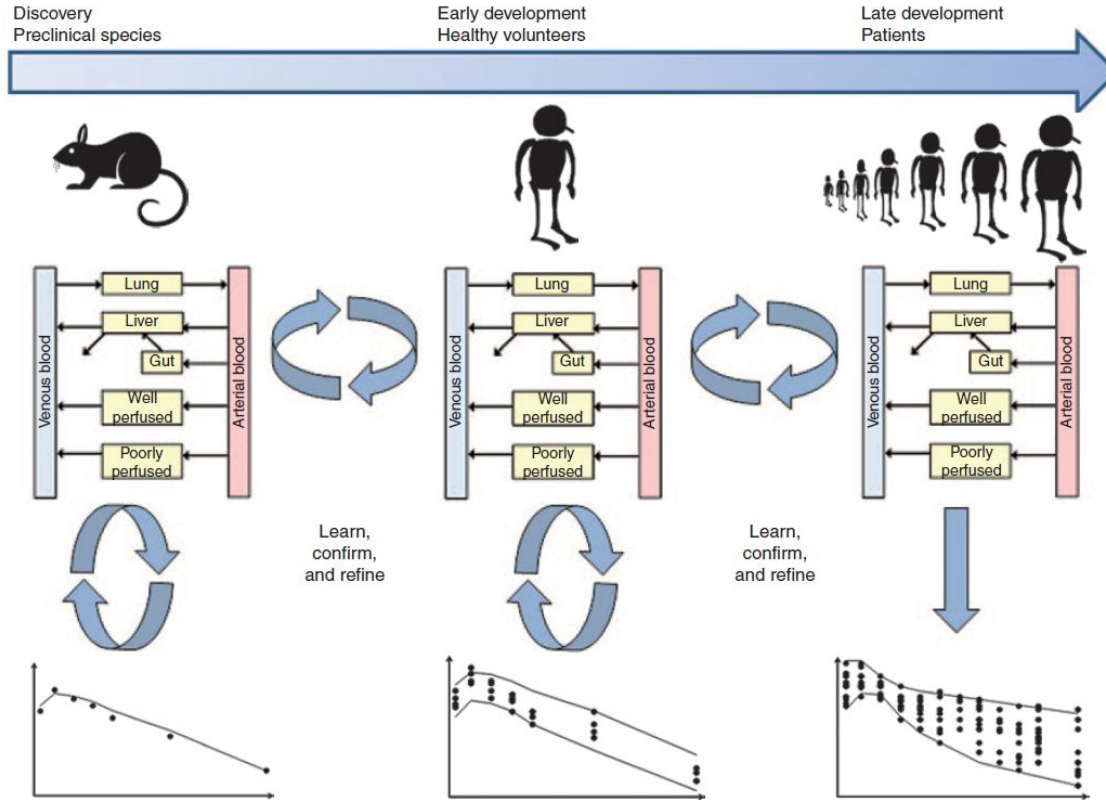 Discovery
Preclinical species
Early development
Healthy volunteers
Late development
Patients
Venous blood
Lung
Liver
Gut
Well
perfused
Poorly
perfused
Arterial blood
Venous blood
Lung
Liver
Gut
Well
perfused
Poorly
perfused
Arterial blood
Venous blood
Lung
Liver
Gut
Well
perfused
Poorly
perfused
Arterial blood
Learn,
confirm,
and refine
Learn,
confirm,
and refine